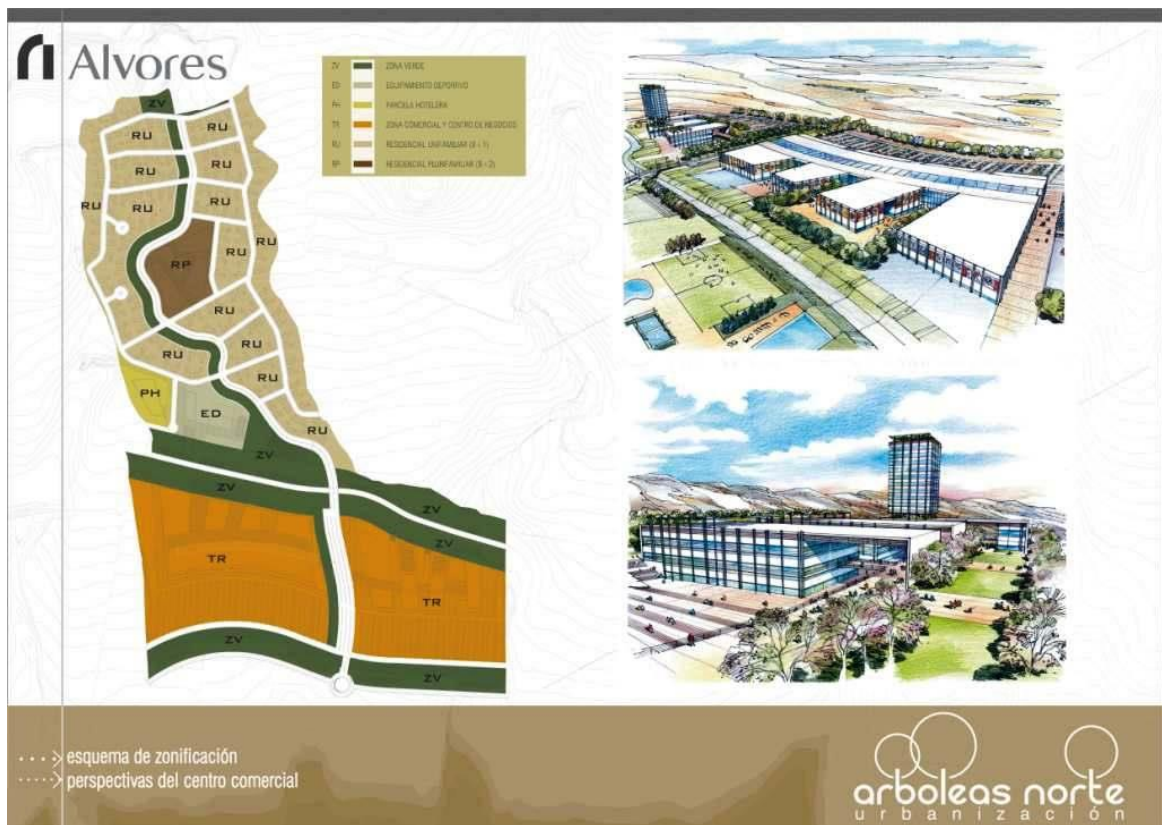 Alvores
ZV ZONA VERDE
ED EQUIPAMIENTO DEPORTIVO
PH PARCELA HOTELERA
TR ZONA COMERCIAL Y CENTRO DE NEGOCIOS
RU RESIDENCIAL UNIFAMILIAR (B + 1)
RP RESIDENCIAL PLURIFAMILIAR (B + 2)
ZV
RU
RU
RU
RU
RU
RU
RU
RU
RU
RP
RU
RU
RU
RU
RU
PH
ED
RU
ZV
ZV
ZV
ZV
TR
TR
ZV
ZV
esquema de zonificación
perspectivas del centro comercial
arboleas norte
urbanización